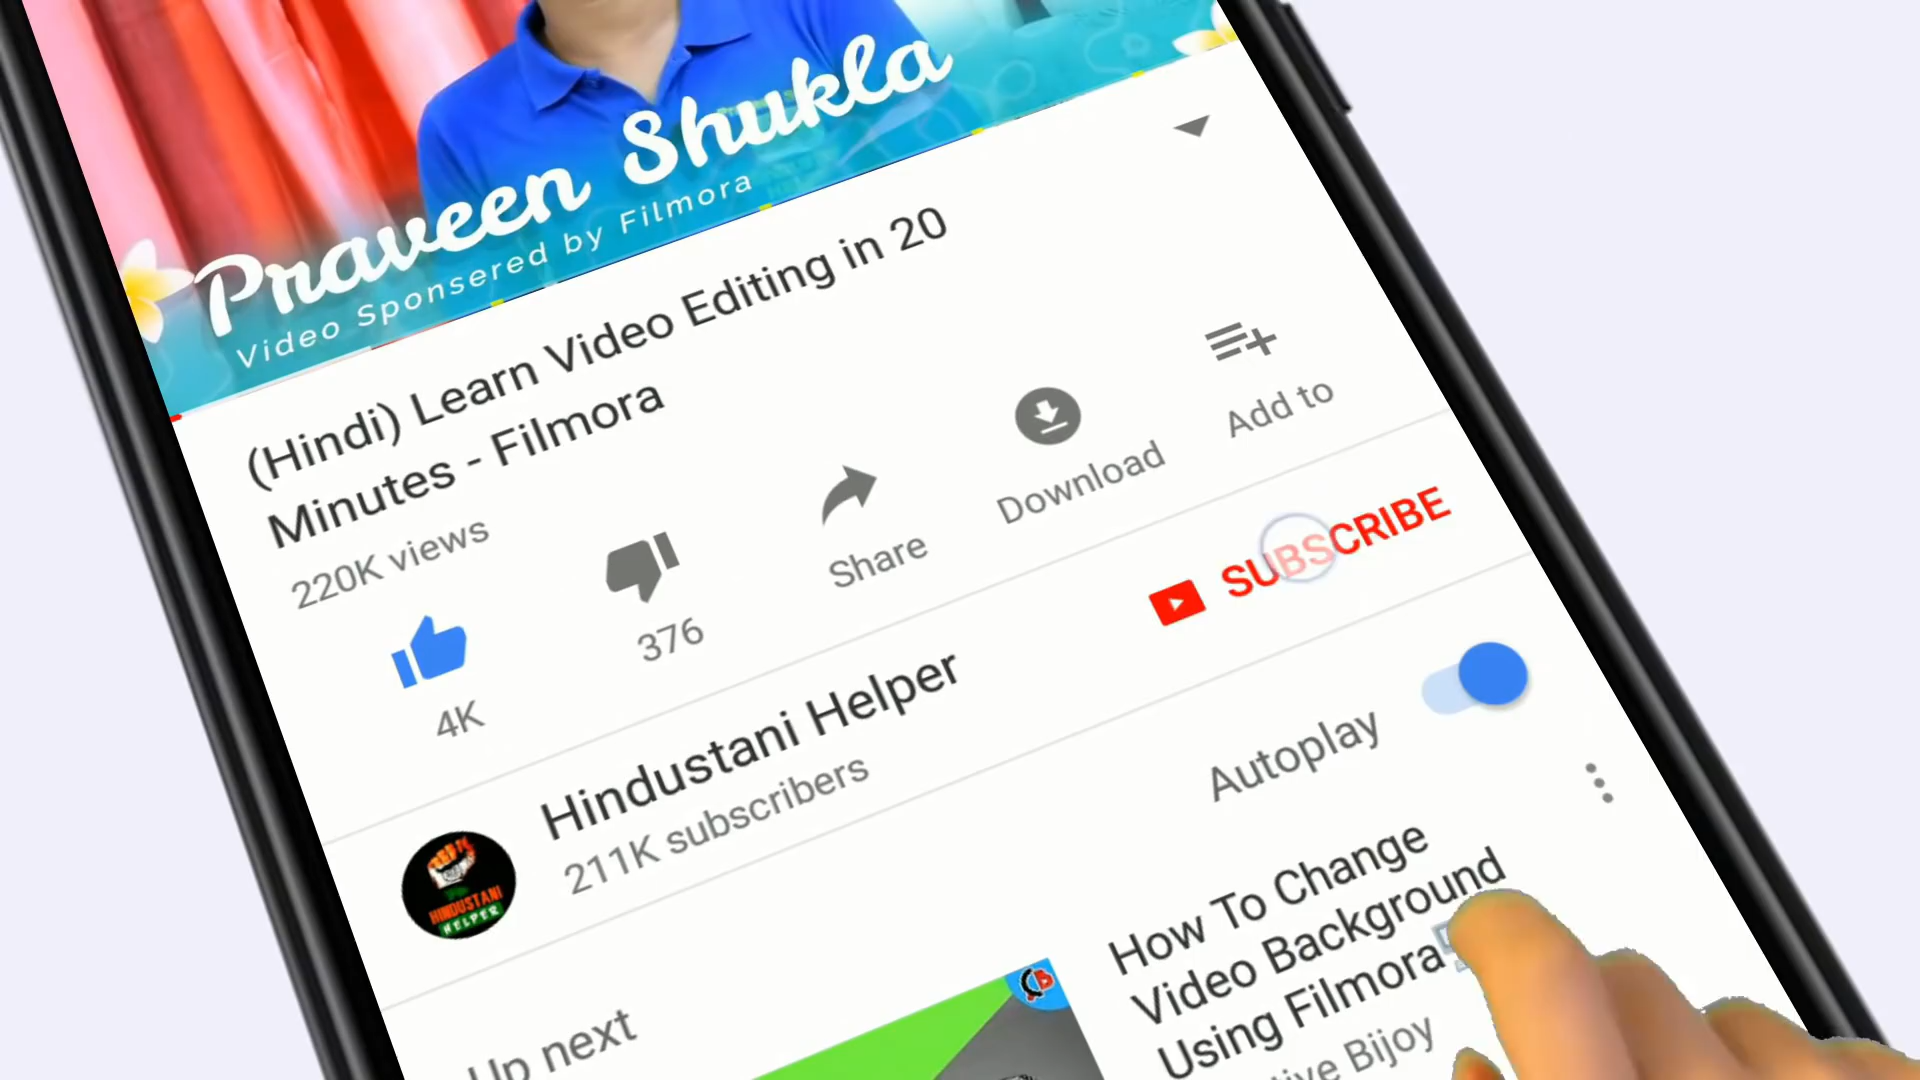 Praveen Shukla
Video Sponsered by Filmora
(Hindi) Learn Video Editing in 20
Minutes - Filmora
220K views
4K
376
Share
Download
Add to
Hindustani Helper
211K subscribers
SUBSCRIBE
HINDUSTANI
HELPER
Autoplay
Up next
How To Change
Video Background
Using Filmora
Bijoy